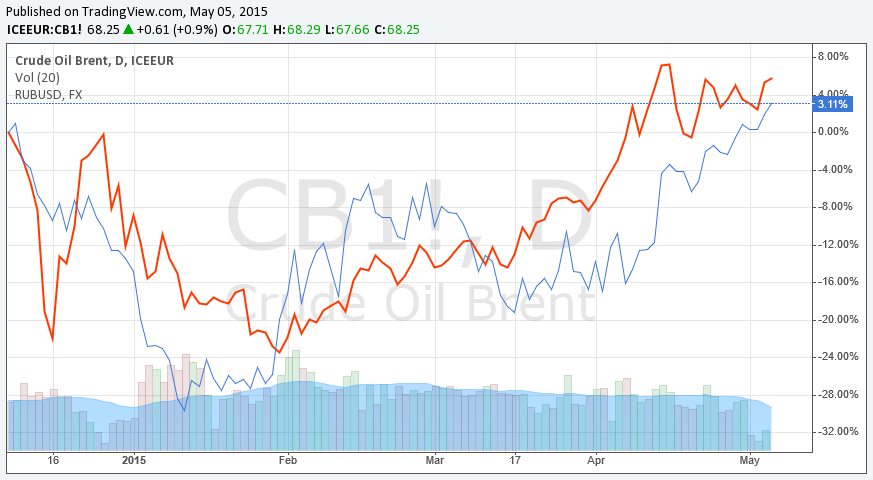 Published on TradingView.com, May 05, 2015
ICEEUR:CB1! 68.25 ▲ +0.61 (+0.9%) O:67.71 H:68.29 L:67.66 C:68.25
Crude Oil Brent, D, ICEEUR
Vol (20)
RUBUSD, FX
CB1!, D
Crude Oil Brent
8.00%
4.00%
3.11%
0.00%
-4.00%
-8.00%
-12.00%
-16.00%
-20.00%
-24.00%
-28.00%
-32.00%
16 2015 Feb Mar 17 Apr May